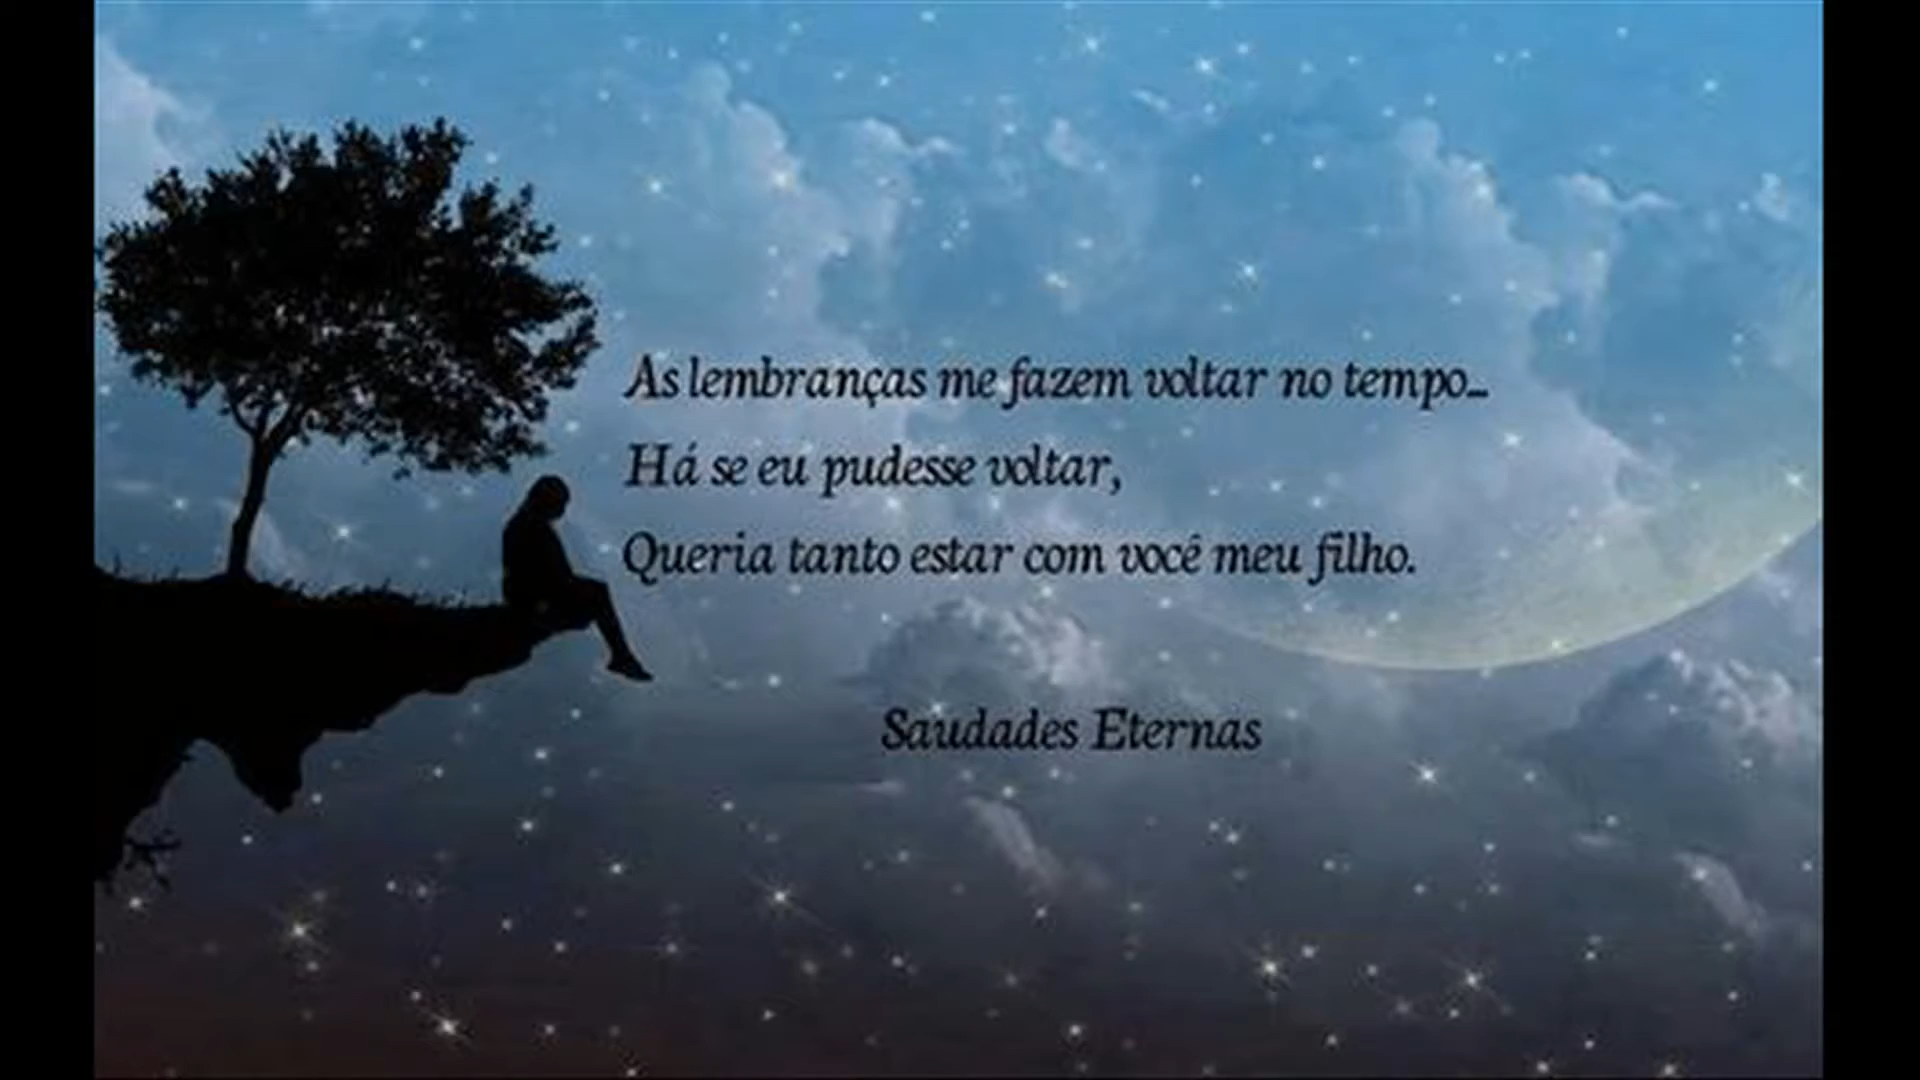 As lembranças me fazem voltar no tempo...
Há se eu pudesse voltar,
Queria tanto estar com você meu filho.
Saudades Eternas